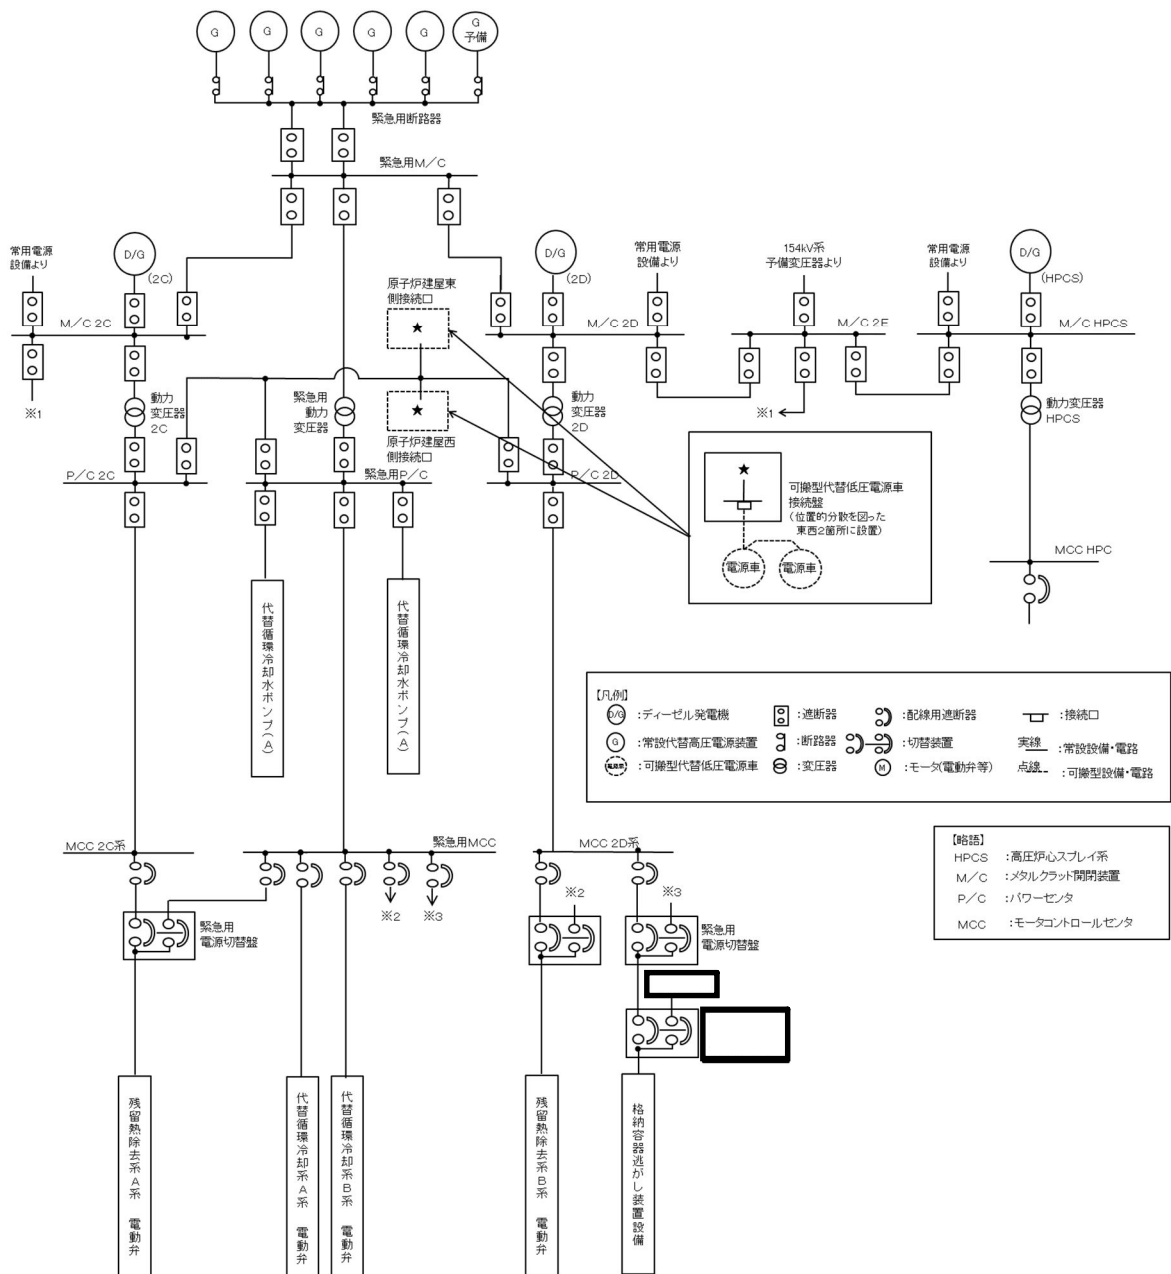 G
G
G
G
G
G
予備
緊急用断路器
緊急用M/C
常用電源
設備より
D/G
(2C)
原子炉建屋東
側接続口
★
D/G
(2D)
常用電源
設備より
154kV系
予備変圧器より
常用電源
設備より
D/G
(HPCS)
M/C 2C
M/C 2D
M/C 2E
M/C HPCS
※1
動力
変圧器
2C
緊急用
動力
変圧器
★
原子炉建屋西
側接続口
動力
変圧器
2D
※1
動力変圧器
HPCS
P/C 2C
緊急用P/C
P/C 2D
★
可搬型代替低圧電源車
接続盤
(位置的分散を図った
東西2箇所に設置)
電源車
電源車
MCC HPC
代替循環冷却水ポンプ(A)
代替循環冷却水ポンプ(A)
【凡例】
D/G
:ディーゼル発電機
:遮断器
:配線用遮断器
:接続口
G
:常設代替高圧電源装置
:断路器
:切替装置
実線
:常設設備・電路
電源車
:可搬型代替低圧電源車
:変圧器
M
:モータ(電動弁等)
点線
:可搬型設備・電路
MCC 2C系
緊急用MCC
MCC 2D系
【略語】
HPCS :高圧炉心スプレイ系
M/C :メタルクラッド開閉装置
P/C :パワーセンタ
MCC :モータコントロールセンタ
※2
※3
※2
※3
緊急用
電源切替盤
緊急用
電源切替盤
残留熱除去系A系 電動弁
代替循環冷却系A系 電動弁
代替循環冷却系B系 電動弁
残留熱除去系B系 電動弁
格納容器逃がし装置設備